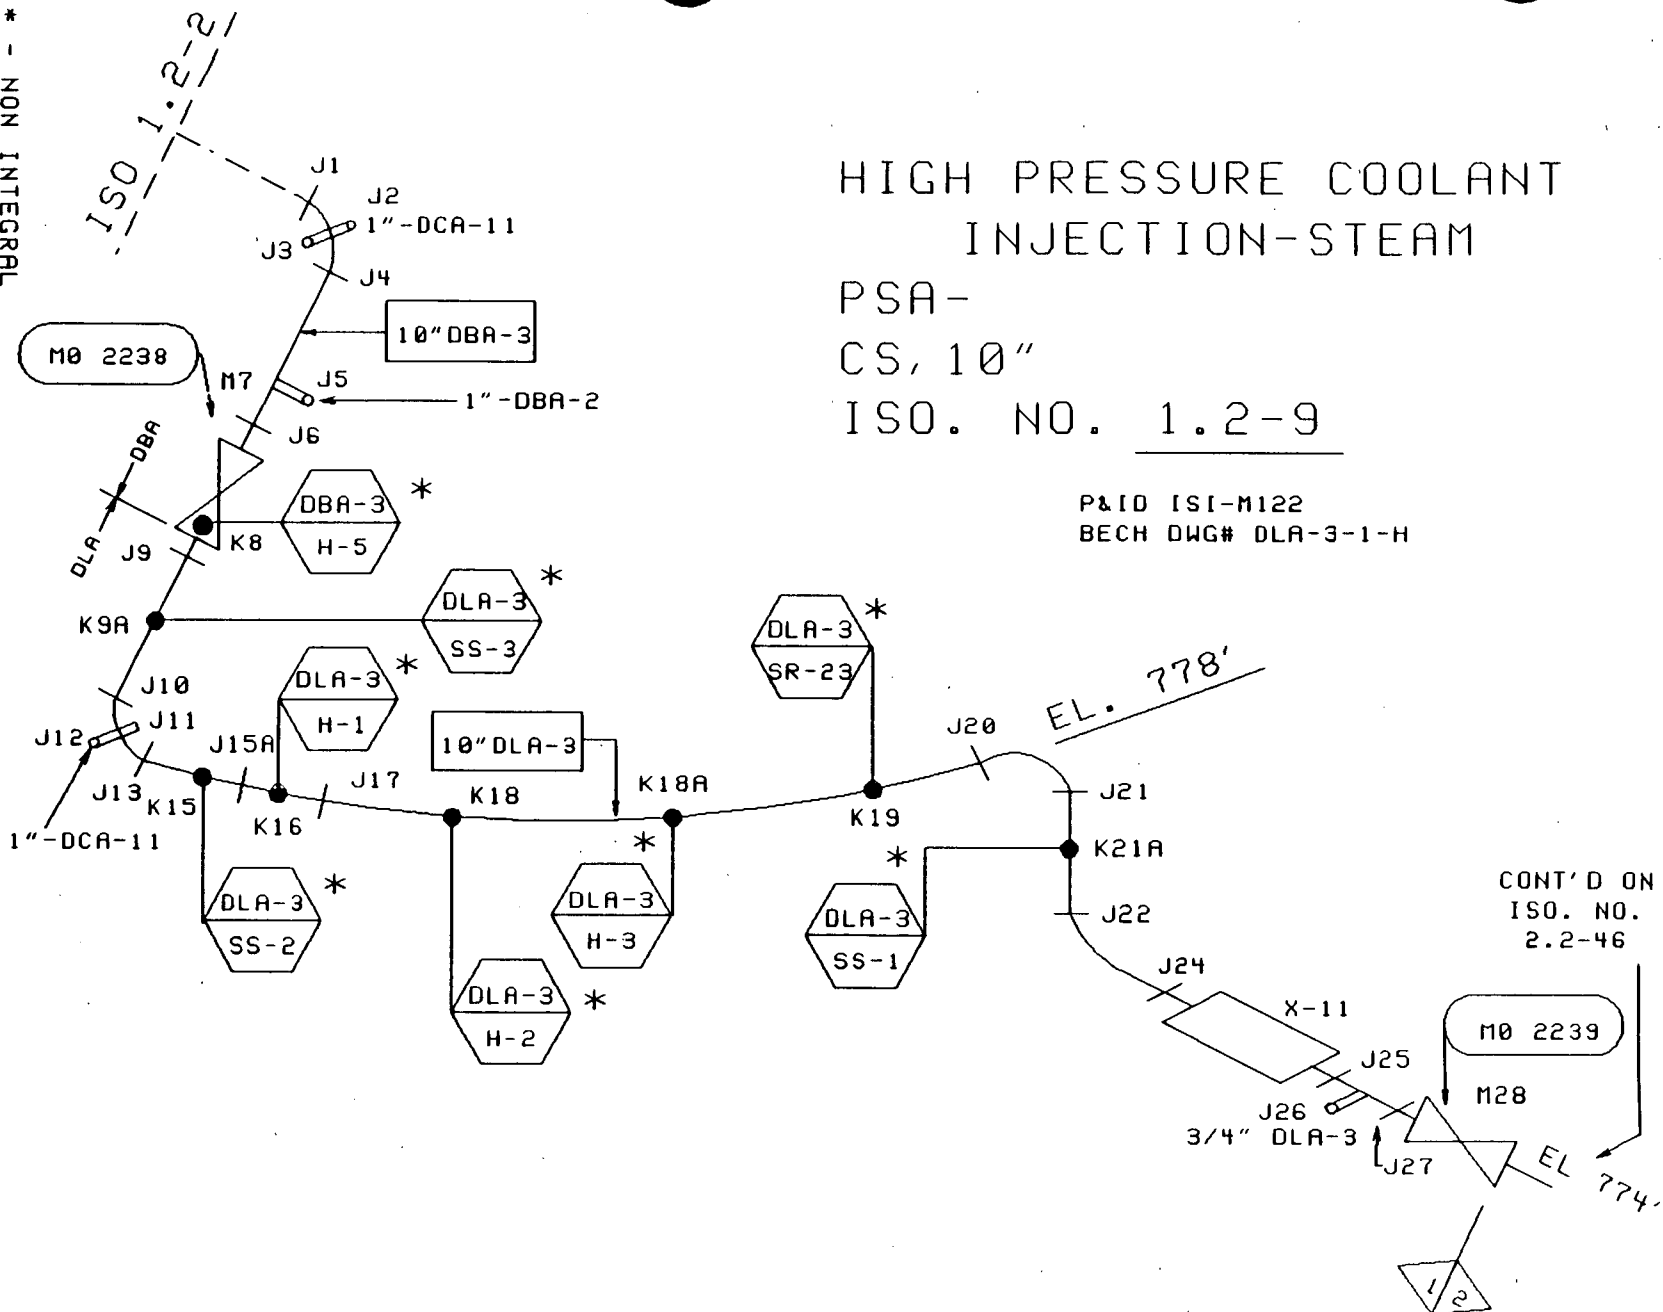 * - NON INTEGRAL
ISO 1.2-2
HIGH PRESSURE COOLANT
INJECTION-STEAM
PSA-
CS, 10"
ISO. NO. 1.2-9
P&ID ISI-M122
BECH DWG# DLA-3-1-H
J1
J2
1"-DCA-11
J3
J4
10"DBA-3
MO 2238
M7
J5
1"-DBA-2
J6
DBA
DLA
DBA-3
H-5
*
K8
J9
DLA-3
SS-3
*
K9A
DLA-3
H-1
*
DLA-3
SR-23
*
J10
J11
J12
J13
1"-DCA-11
K15
J15A
K16
J17
10"DLA-3
K18
K18A
K19
J20
EL. 778'
J21
K21A
J22
DLA-3
SS-2
*
DLA-3
H-2
*
DLA-3
H-3
*
DLA-3
SS-1
*
J24
X-11
J25
J26
3/4" DLA-3
J27
MO 2239
M28
CONT'D ON
ISO. NO.
2.2-46
EL 774'
1/2